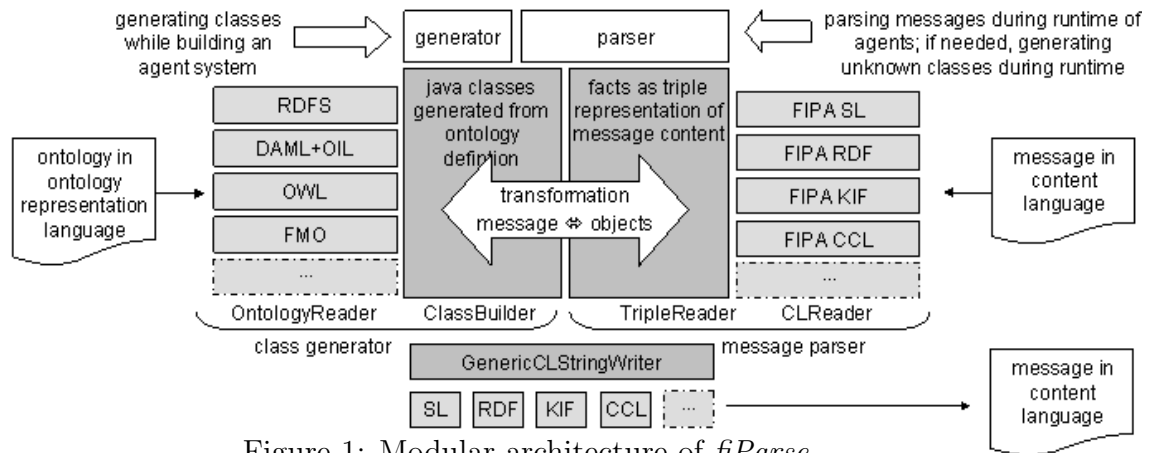 generating classes
while building an
agent system
generator
parser
parsing messages during runtime of
agents; if needed, generating
unknown classes during runtime
ontology in
ontology
representation
language
RDFS
DAML+OIL
OWL
FMO
...
java classes
generated from
ontology
defintion
facts as triple
representation of
message content
transformation
message ⇔ objects
FIPA SL
FIPA RDF
FIPA KIF
FIPA CCL
...
message in
content
language
OntologyReader
ClassBuilder
TripleReader
CLReader
class generator
message parser
GenericCLStringWriter
SL
RDF
KIF
CCL
...
message in
content
language
Figure 1: Modular architecture of fiParse